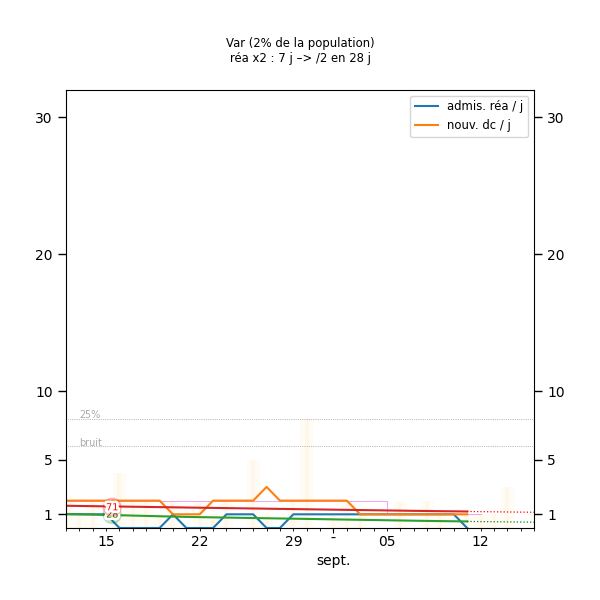 Var (2% de la population)
réa x2 : 7 j –> /2 en 28 j
admis. réa / j
nouv. dc / j
30 30
20 20
10 10
25%
bruit
5 5
71
1 1
15 22 29 - 05 12
sept.